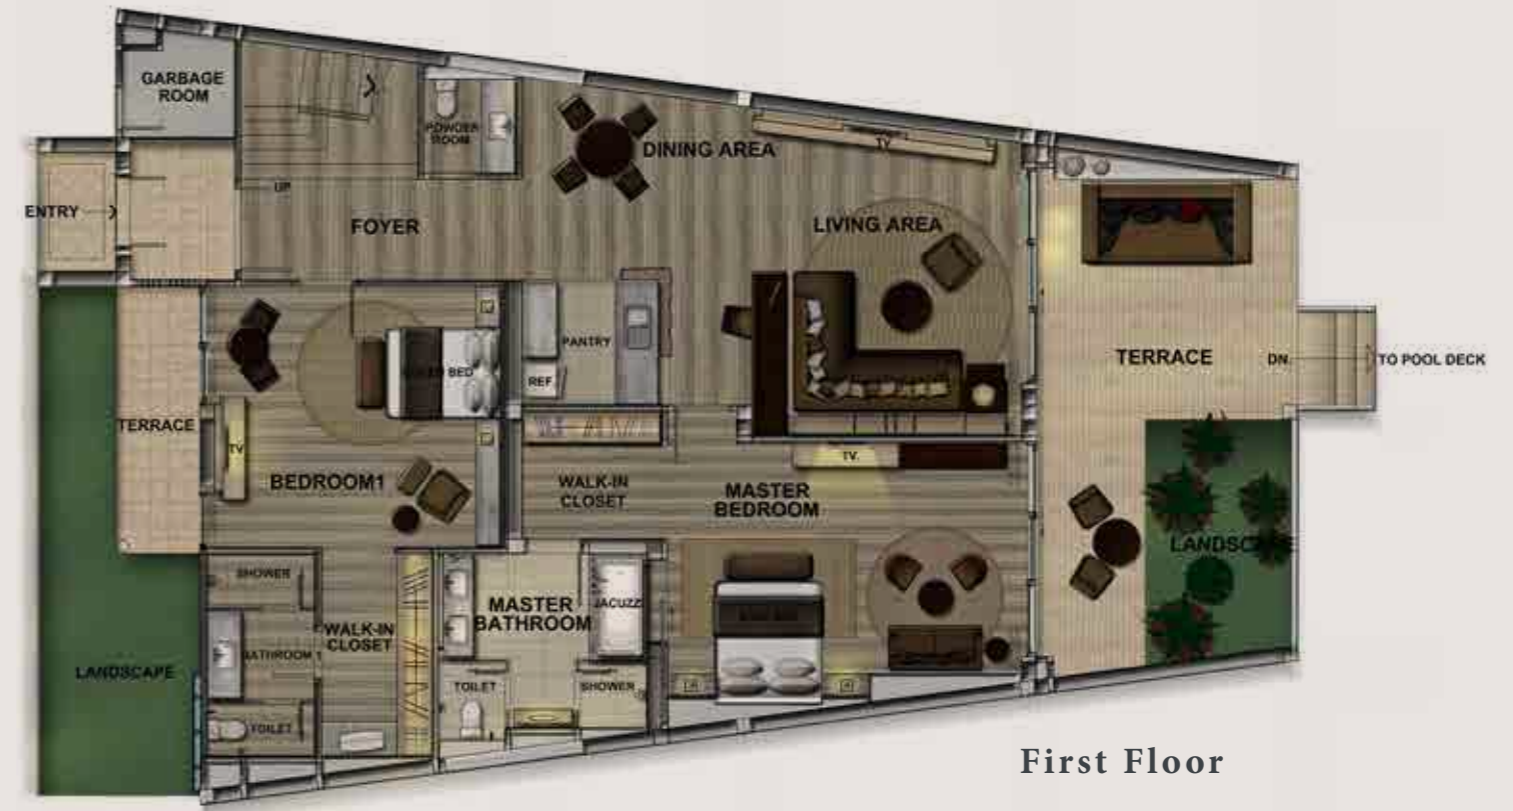 GARBAGE
ROOM
POWDER
ROOM
DINING AREA
TV
ENTRY
UP
FOYER
LIVING AREA
PANTRY
REF.
BED
TERRACE
DN.
TO POOL DECK
TERRACE
TV
BEDROOM1
WALK-IN
CLOSET
TV.
MASTER
BEDROOM
LANDSCAPE
SHOWER
MASTER
BATHROOM
JACUZZI
WALK-IN
CLOSET
BATHROOM 1
LANDSCAPE
TOILET
SHOWER
TOILET
First Floor